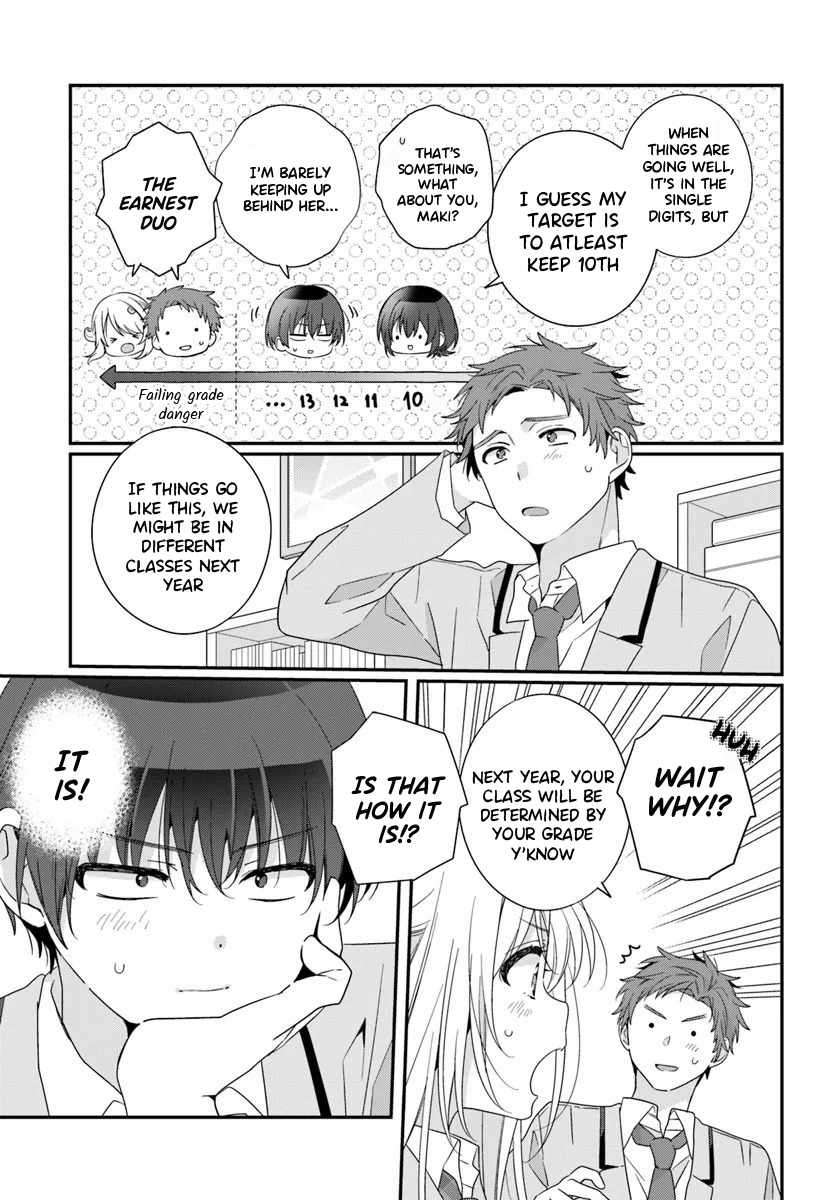 WHEN
THINGS ARE
GOING WELL,
IT'S IN THE
SINGLE
DIGITS, BUT
I GUESS MY
TARGET IS
TO ATLEAST
KEEP 10TH
THAT'S
SOMETHING,
WHAT
ABOUT YOU,
MAKI?
I'M BARELY
KEEPING UP
BEHIND HER...
THE
EARNEST
DUO
Failing grade
danger
... 13 12 11 10
IF THINGS GO
LIKE THIS, WE
MIGHT BE IN
DIFFERENT
CLASSES NEXT
YEAR
HUH
WAIT
WHY!?
NEXT YEAR, YOUR
CLASS WILL BE
DETERMINED BY
YOUR GRADE
Y'KNOW
IS THAT
HOW IT
IS!?
IT
IS!